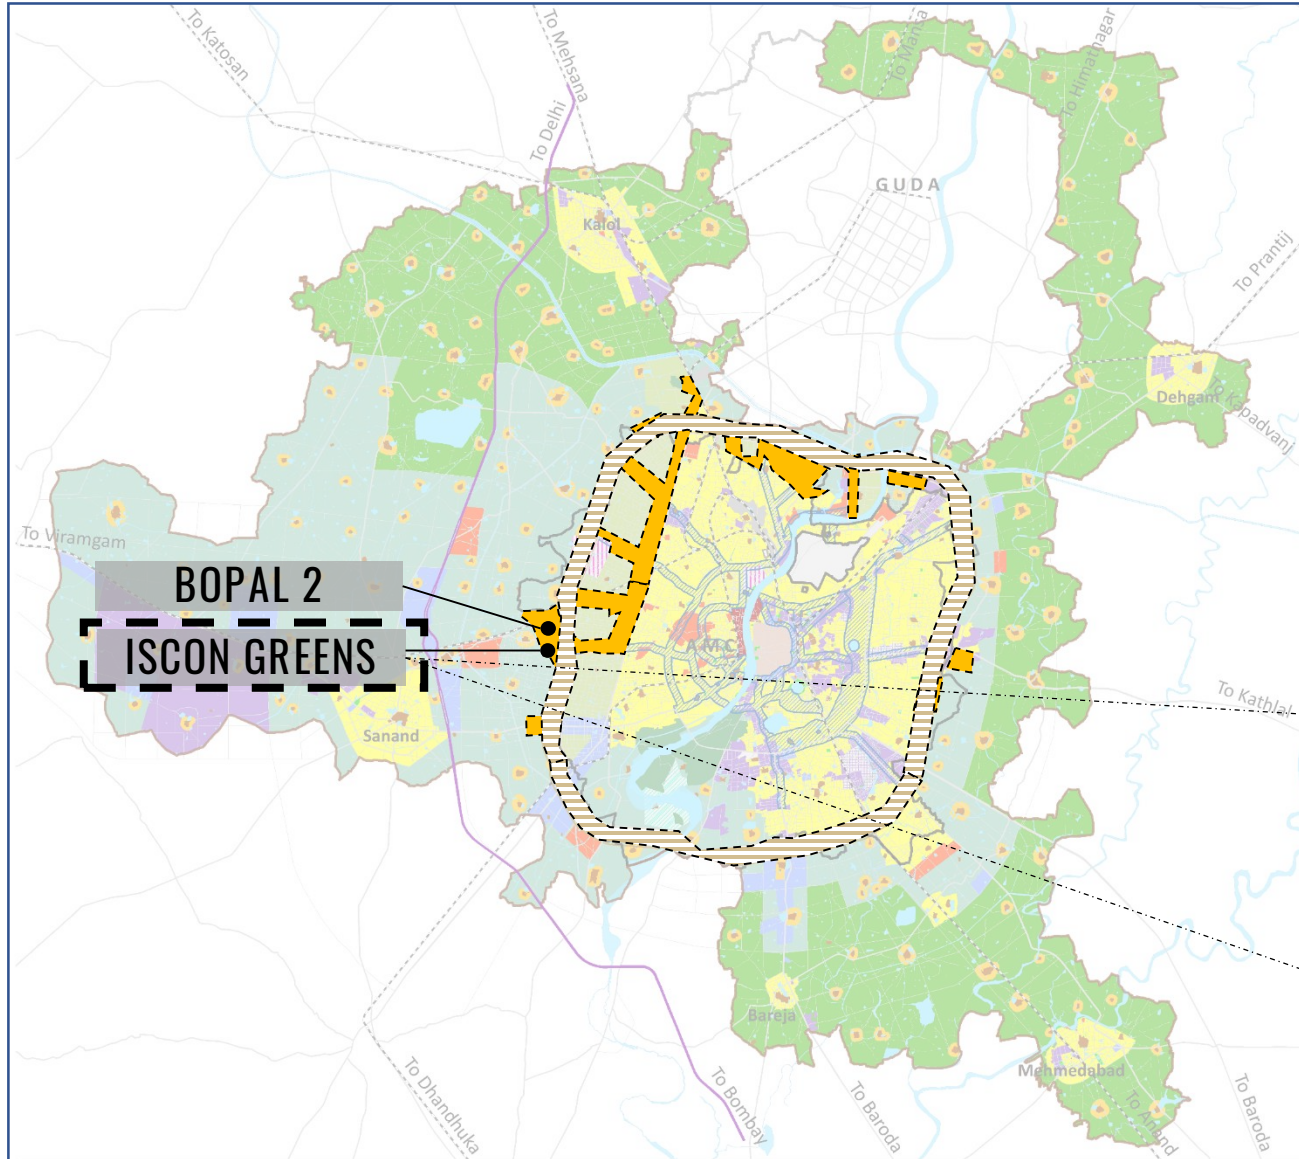 To Katosan
To Mehsana
To Delhi
To Mansa
To Himatnagar
GUDA
Kalol
To Prantij
Dehgam
To Kapadvanj
D
To Viramgam
BOPAL 2
ISCON GREENS
AMC
To Kathlal
Sanand
Bareja
Mehmedabad
To Dhandhuka
To Bombay
To Baroda
To Anand
To Baroda